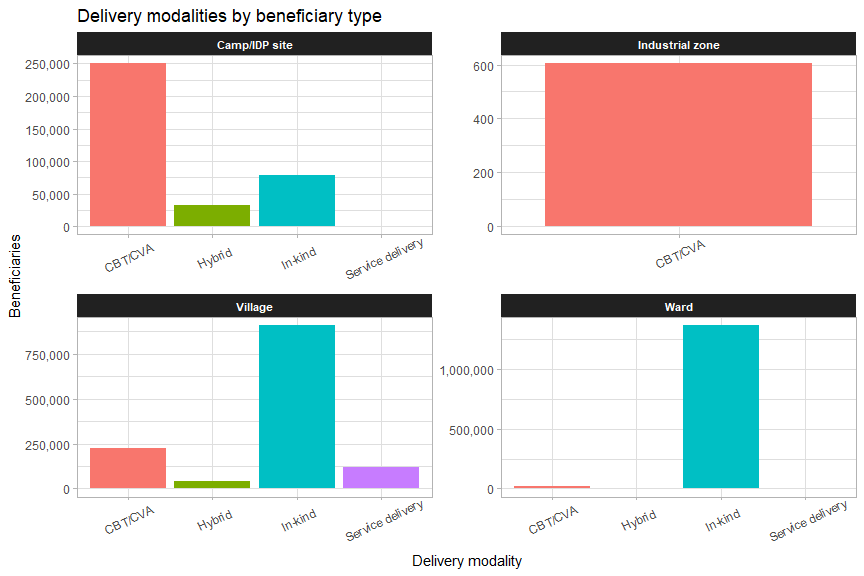 Delivery modalities by beneficiary type
Camp/IDP site
250,000
200,000
150,000
100,000
50,000
0
CBT/CVA
Hybrid
In-kind
Service delivery
Industrial zone
600
400
200
0
CBT/CVA
Beneficiaries
Village
750,000
500,000
250,000
0
CBT/CVA
Hybrid
In-kind
Service delivery
Ward
1,000,000
500,000
0
CBT/CVA
Hybrid
In-kind
Service delivery
Delivery modality